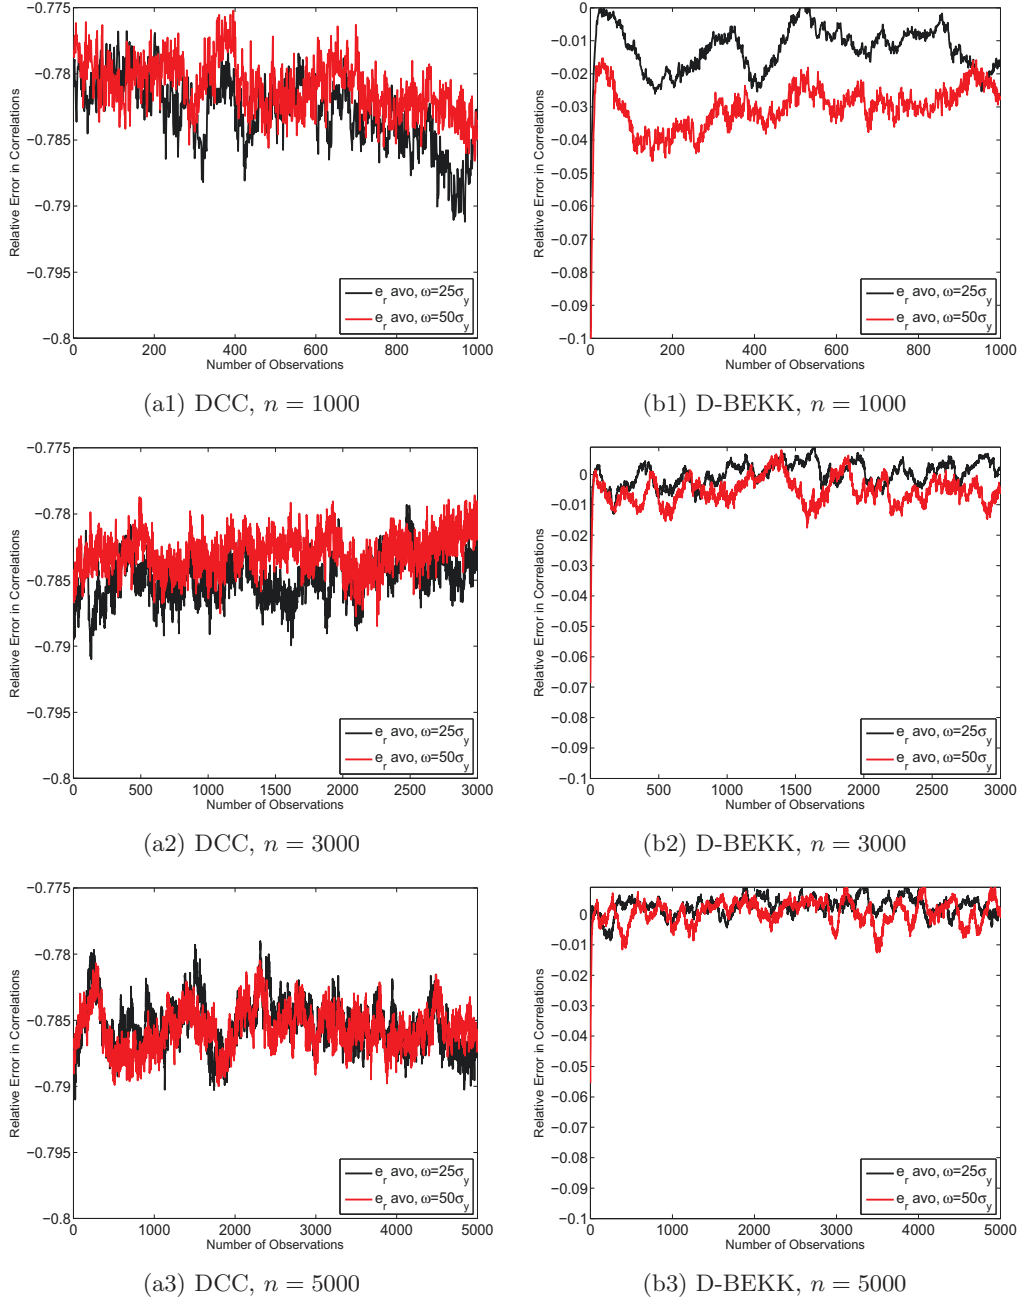 −0.775
−0.78
−0.785
−0.79
−0.795
−0.8
0 200 400 600 800 1000
Relative Error in Correlations
Number of Observations
e_r avo, ω=25σ_y
e_r avo, ω=50σ_y
(a1) DCC, n = 1000
0
−0.01
−0.02
−0.03
−0.04
−0.05
−0.06
−0.07
−0.08
−0.09
−0.1
0 200 400 600 800 1000
Relative Error in Correlations
Number of Observations
e_r avo, ω=25σ_y
e_r avo, ω=50σ_y
(b1) D-BEKK, n = 1000
−0.775
−0.78
−0.785
−0.79
−0.795
−0.8
0 500 1000 1500 2000 2500 3000
Relative Error in Correlations
Number of Observations
e_r avo, ω=25σ_y
e_r avo, ω=50σ_y
(a2) DCC, n = 3000
0
−0.01
−0.02
−0.03
−0.04
−0.05
−0.06
−0.07
−0.08
−0.09
−0.1
0 500 1000 1500 2000 2500 3000
Relative Error in Correlations
Number of Observations
e_r avo, ω=25σ_y
e_r avo, ω=50σ_y
(b2) D-BEKK, n = 3000
−0.775
−0.78
−0.785
−0.79
−0.795
−0.8
0 1000 2000 3000 4000 5000
Relative Error in Correlations
Number of Observations
e_r avo, ω=25σ_y
e_r avo, ω=50σ_y
(a3) DCC, n = 5000
0
−0.01
−0.02
−0.03
−0.04
−0.05
−0.06
−0.07
−0.08
−0.09
−0.1
0 1000 2000 3000 4000 5000
Relative Error in Correlations
Number of Observations
e_r avo, ω=25σ_y
e_r avo, ω=50σ_y
(b3) D-BEKK, n = 5000